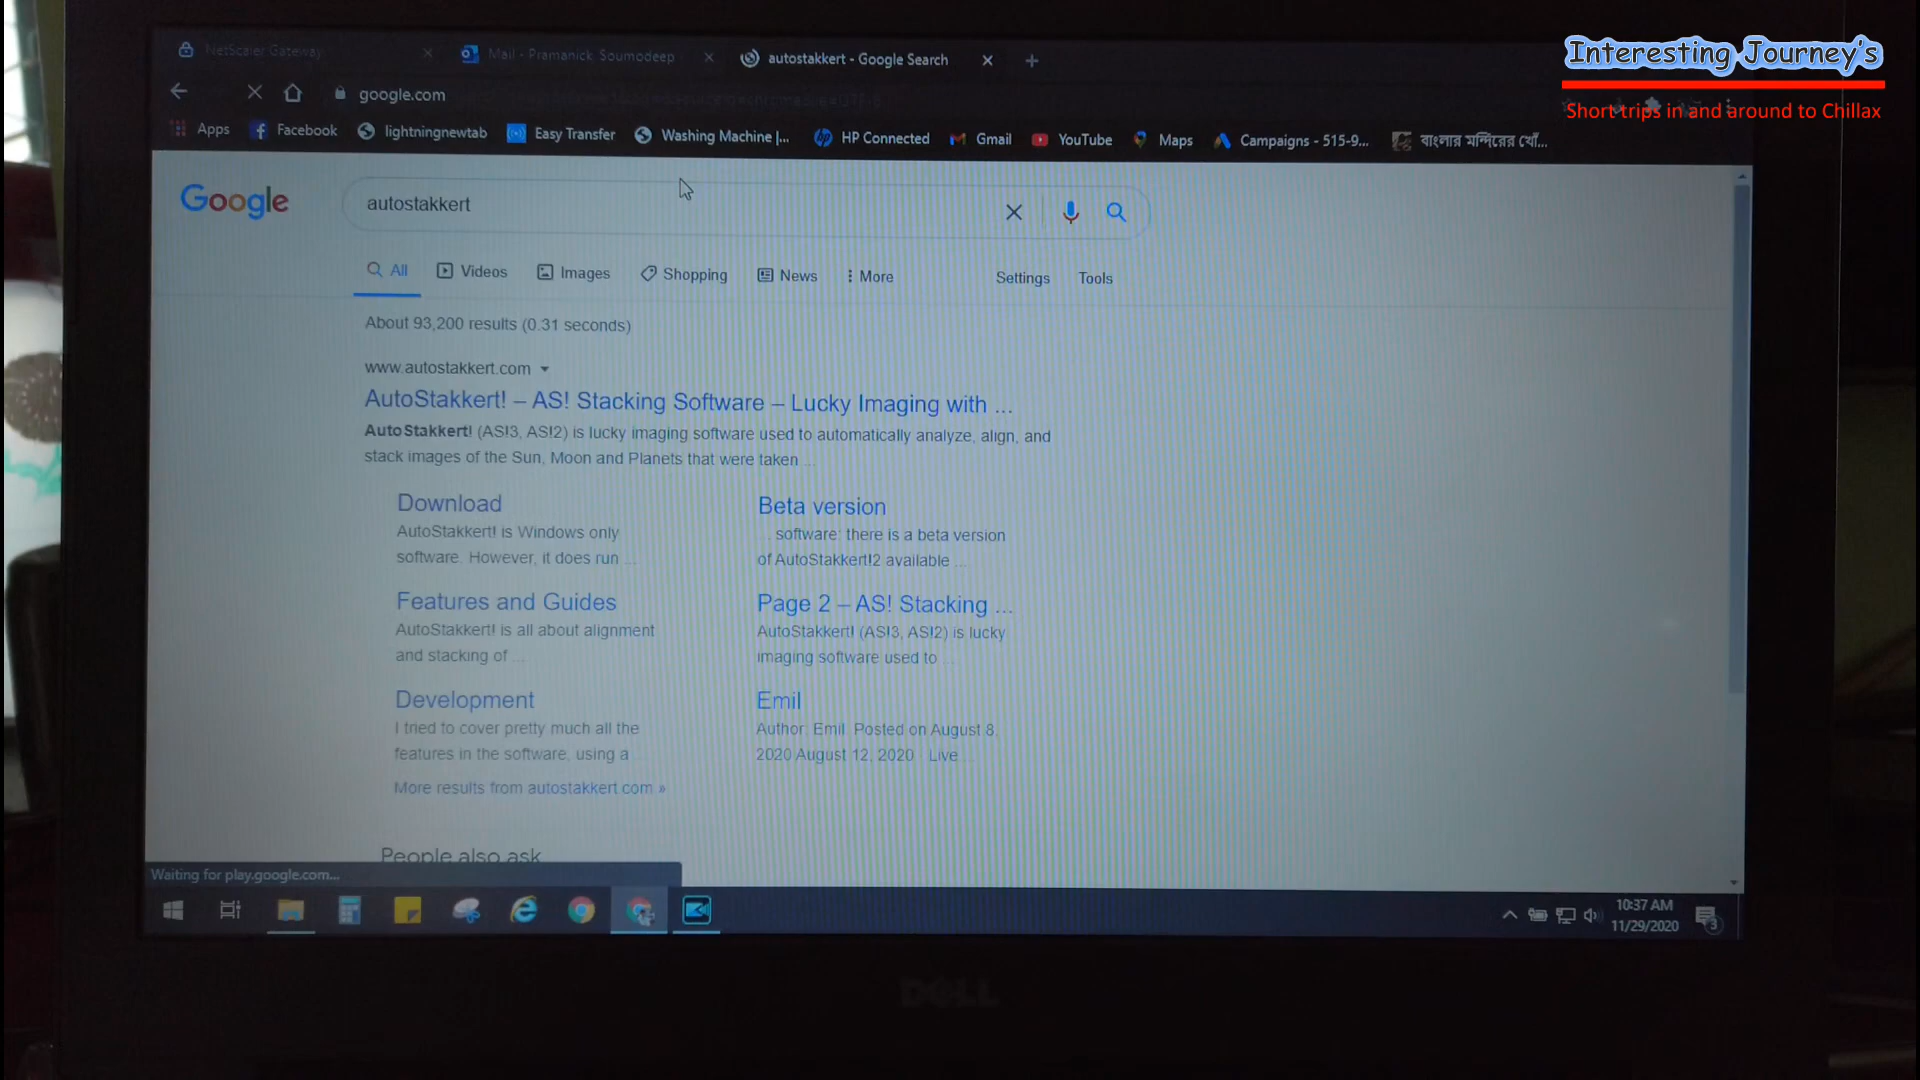 NetScaler Gateway
Mail - Pramanick Soumodeep
autostakkert - Google Search
Interesting Journey's
Short trips in and around to Chillax
google.com
Apps Facebook lightningnewtab Easy Transfer Washing Machine |... HP Connected Gmail YouTube Maps Campaigns - 515-9... বাংলার মন্দিরের খোঁ...
Google
autostakkert
All Videos Images Shopping News More Settings Tools
About 93,200 results (0.31 seconds)
www.autostakkert.com
AutoStakkert! – AS! Stacking Software – Lucky Imaging with ...
AutoStakkert! (AS!3, AS!2) is lucky imaging software used to automatically analyze, align, and
stack images of the Sun, Moon and Planets that were taken ...
Download
AutoStakkert! is Windows only
software. However, it does run ...
Beta version
... software: there is a beta version
of AutoStakkert!2 available ...
Features and Guides
AutoStakkert! is all about alignment
and stacking of ...
Page 2 – AS! Stacking ...
AutoStakkert! (AS!3, AS!2) is lucky
imaging software used to ...
Development
I tried to cover pretty much all the
features in the software, using a ...
Emil
Author: Emil. Posted on August 8,
2020 August 12, 2020 · Live ...
More results from autostakkert.com »
People also ask
Waiting for play.google.com...
10:37 AM
11/29/2020
3
DELL